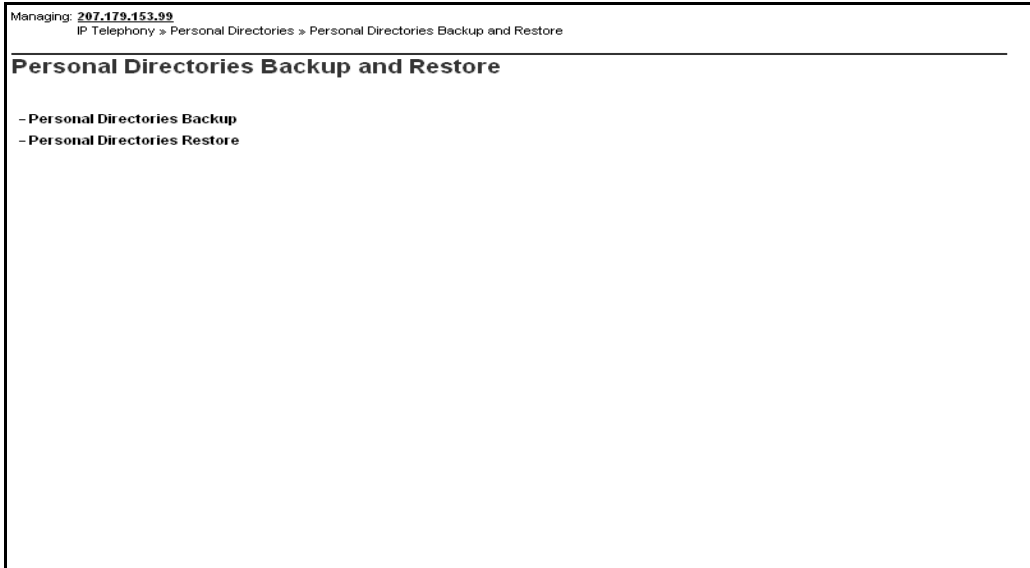 Managing: 207.179.153.99
IP Telephony » Personal Directories » Personal Directories Backup and Restore
Personal Directories Backup and Restore
– Personal Directories Backup
– Personal Directories Restore